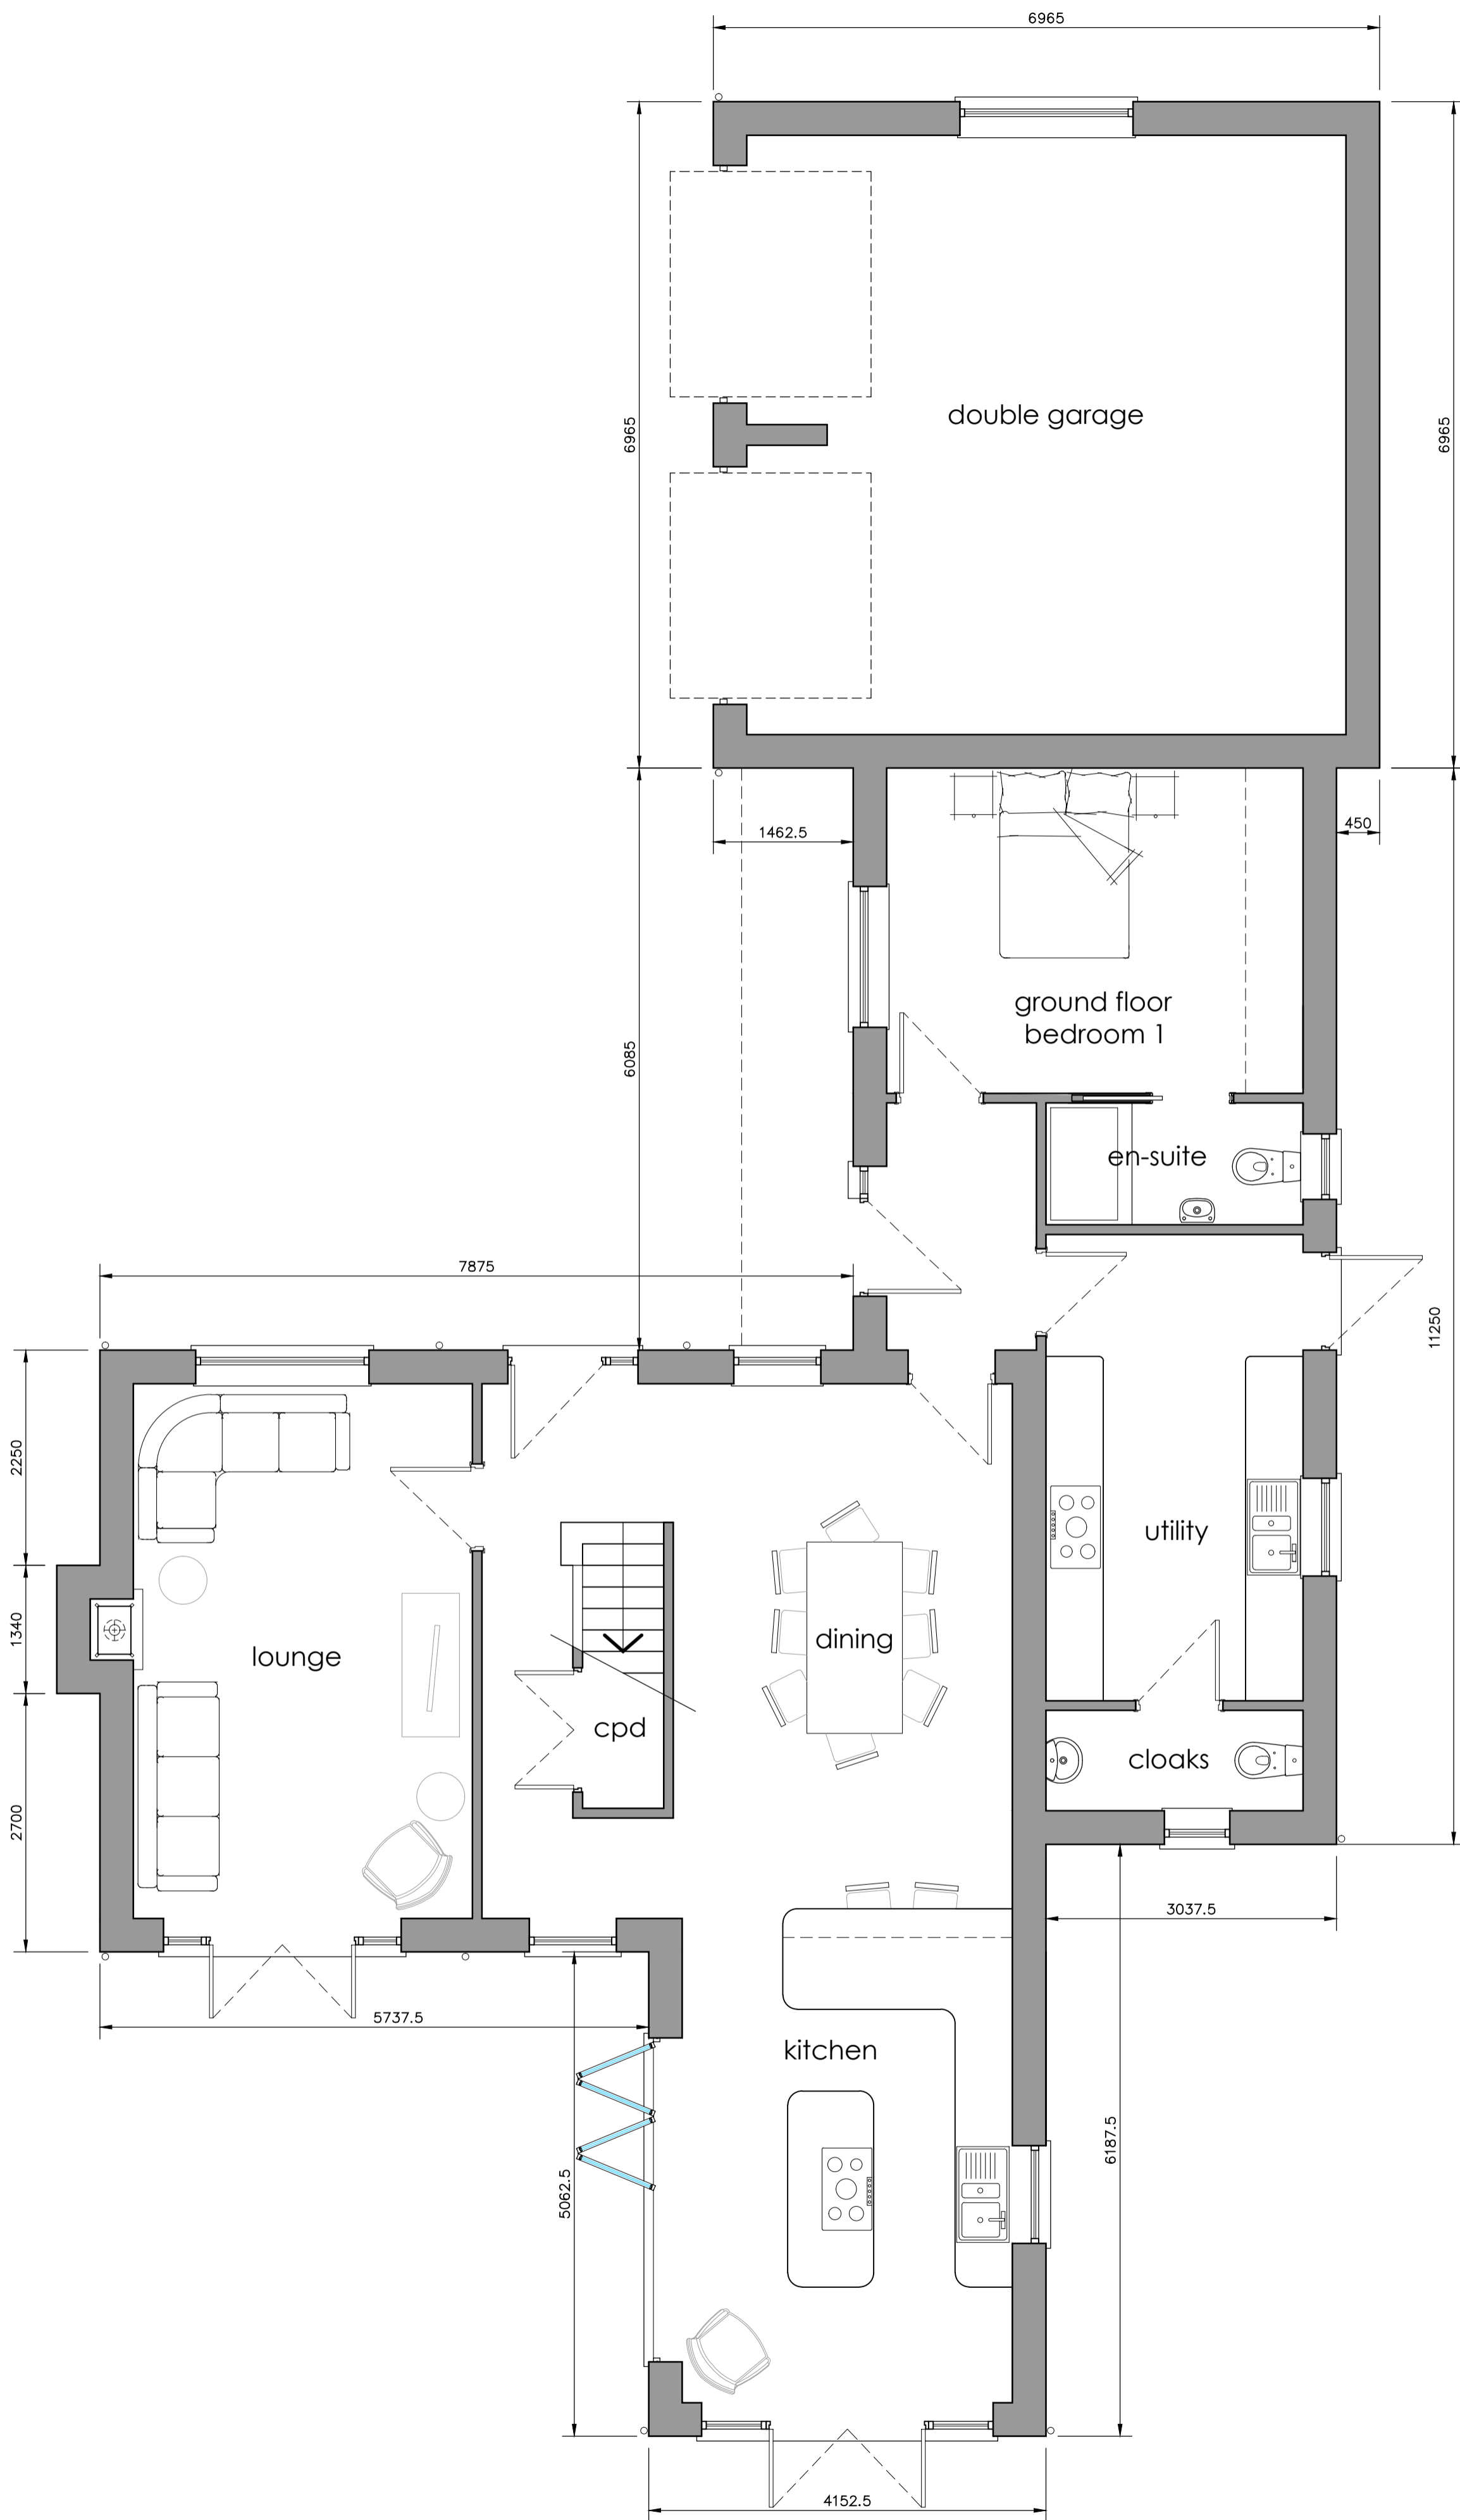 6965
6965
6965
double garage
1462.5
450
ground floor
bedroom 1
6085
en-suite
7875
11250
2250
1340
2700
utility
dining
lounge
cpd
cloaks
3037.5
5737.5
kitchen
5062.5
6187.5
4152.5